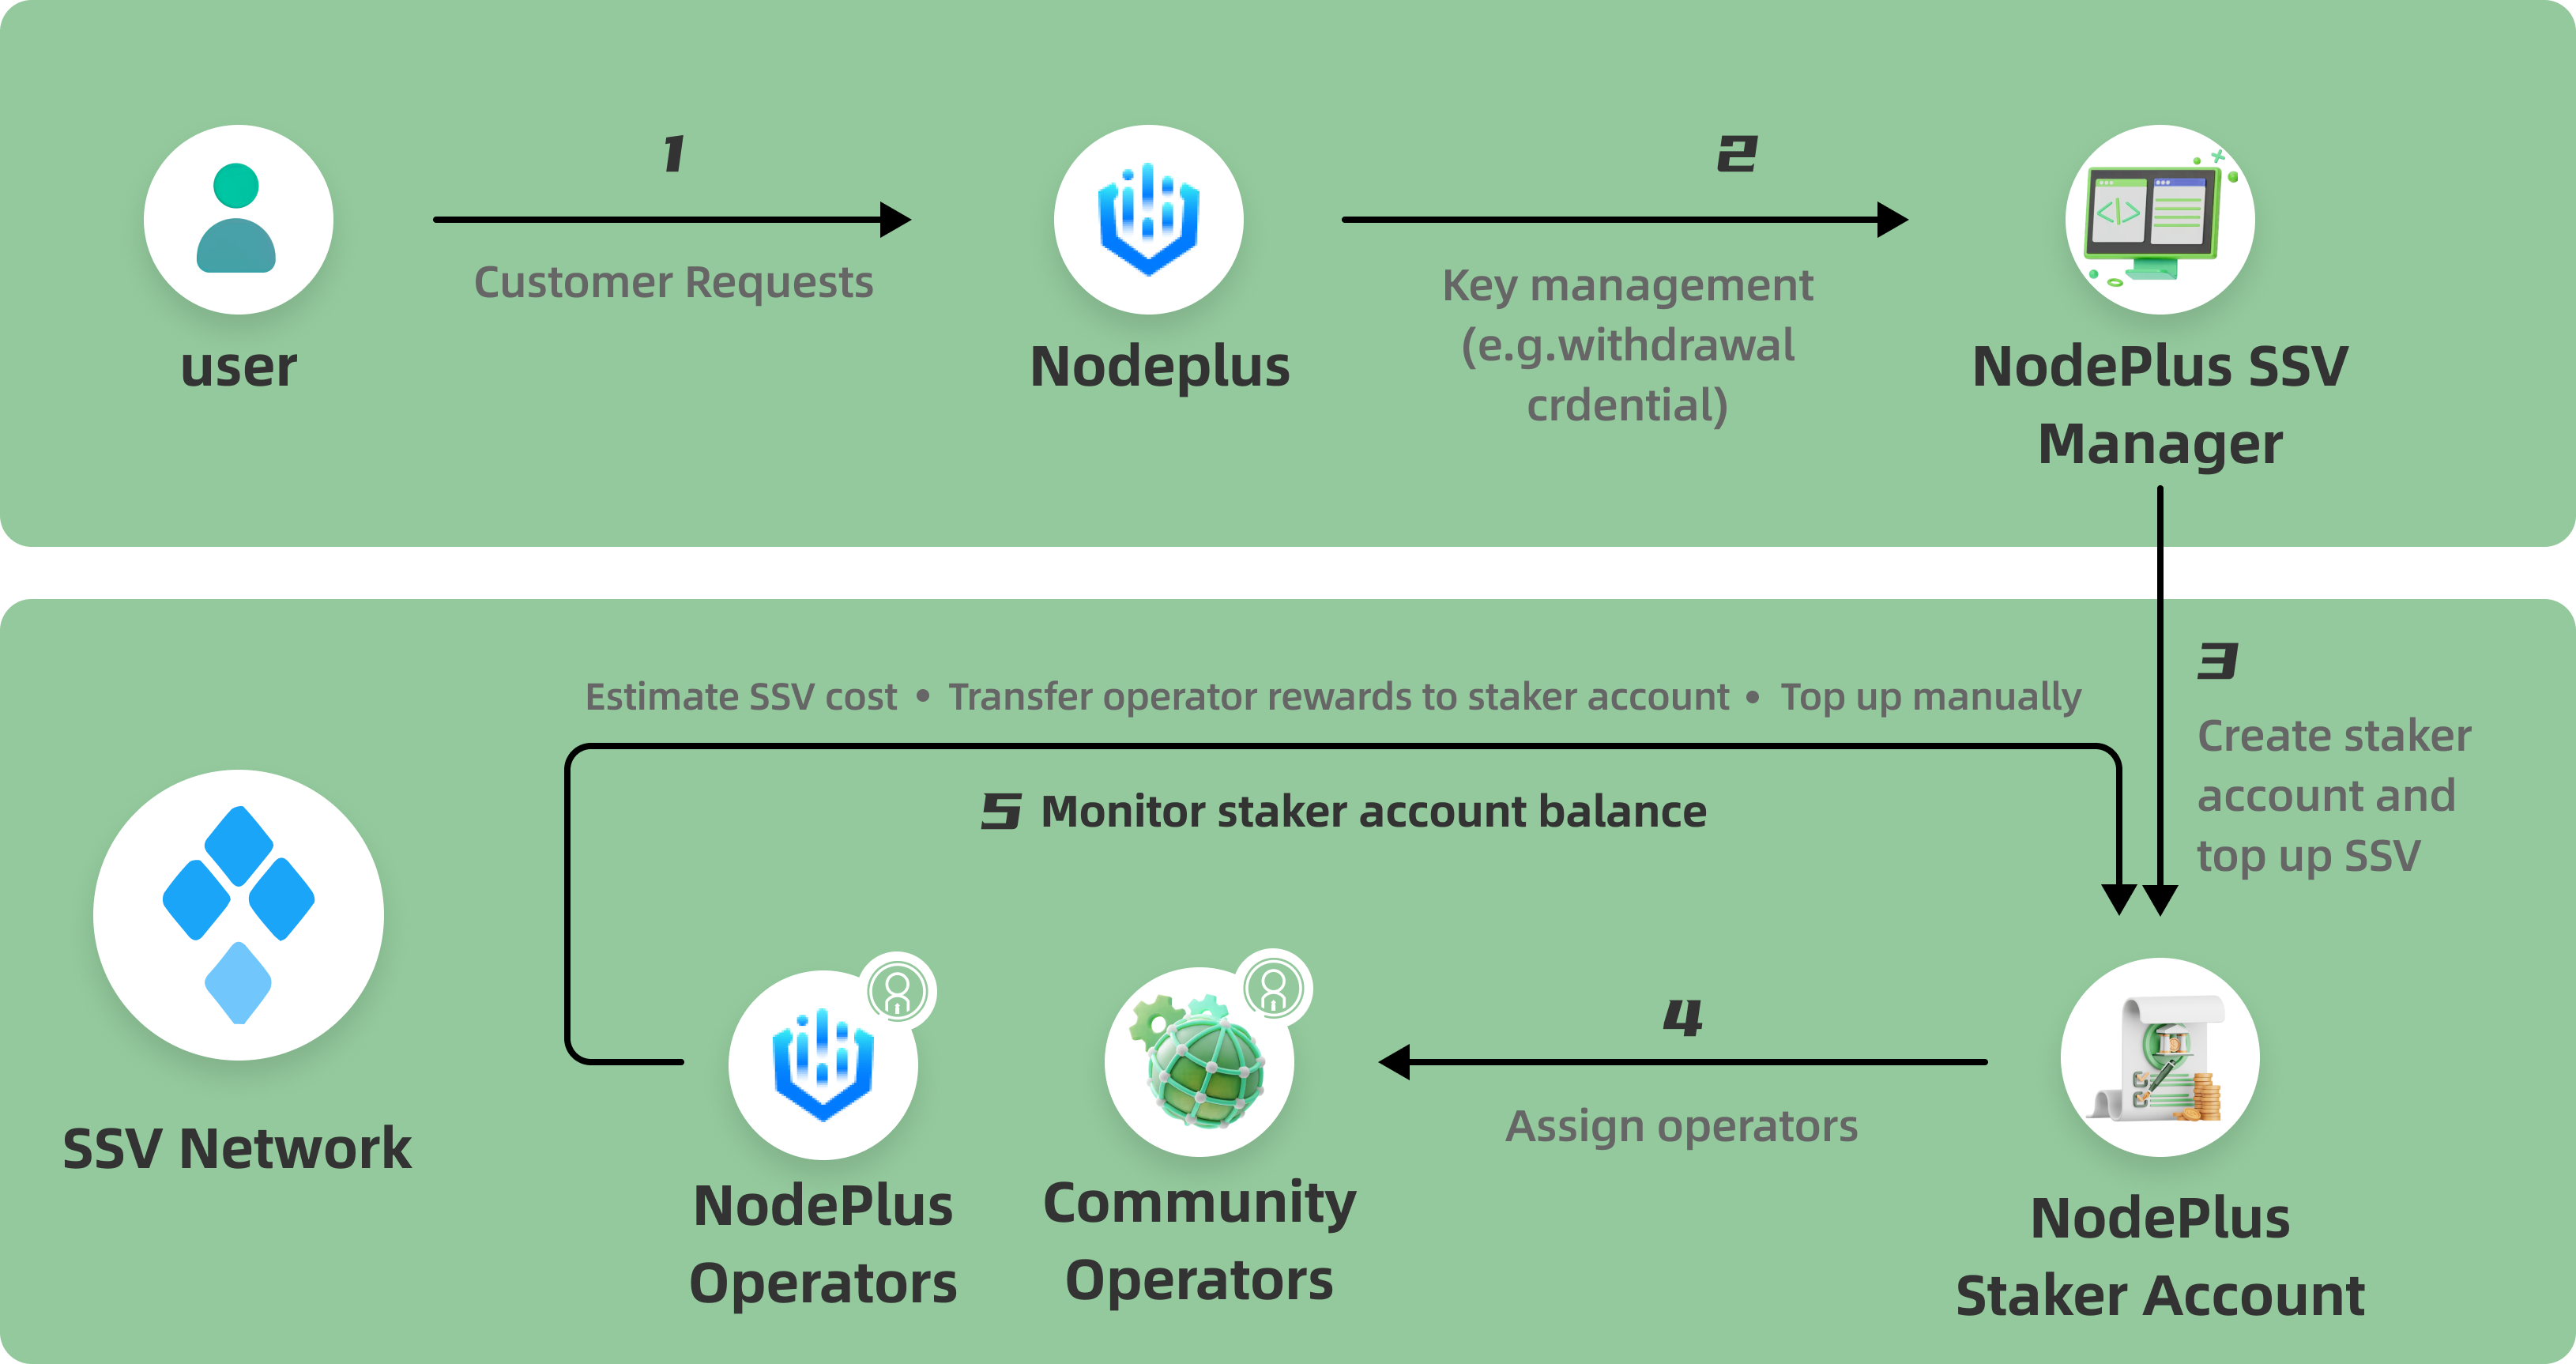 1
Customer Requests
user
Nodeplus
2
Key management
(e.g.withdrawal
crdential)
NodePlus SSV
Manager
3
Create staker
account and
top up SSV
Estimate SSV cost • Transfer operator rewards to staker account • Top up manually
5 Monitor staker account balance
SSV Network
NodePlus
Operators
Community
Operators
4
Assign operators
NodePlus
Staker Account